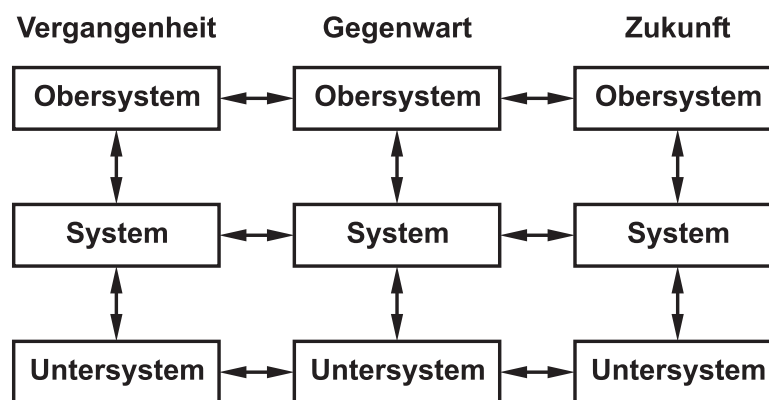 Vergangenheit Gegenwart Zukunft
Obersystem Obersystem Obersystem
System System System
Untersystem Untersystem Untersystem